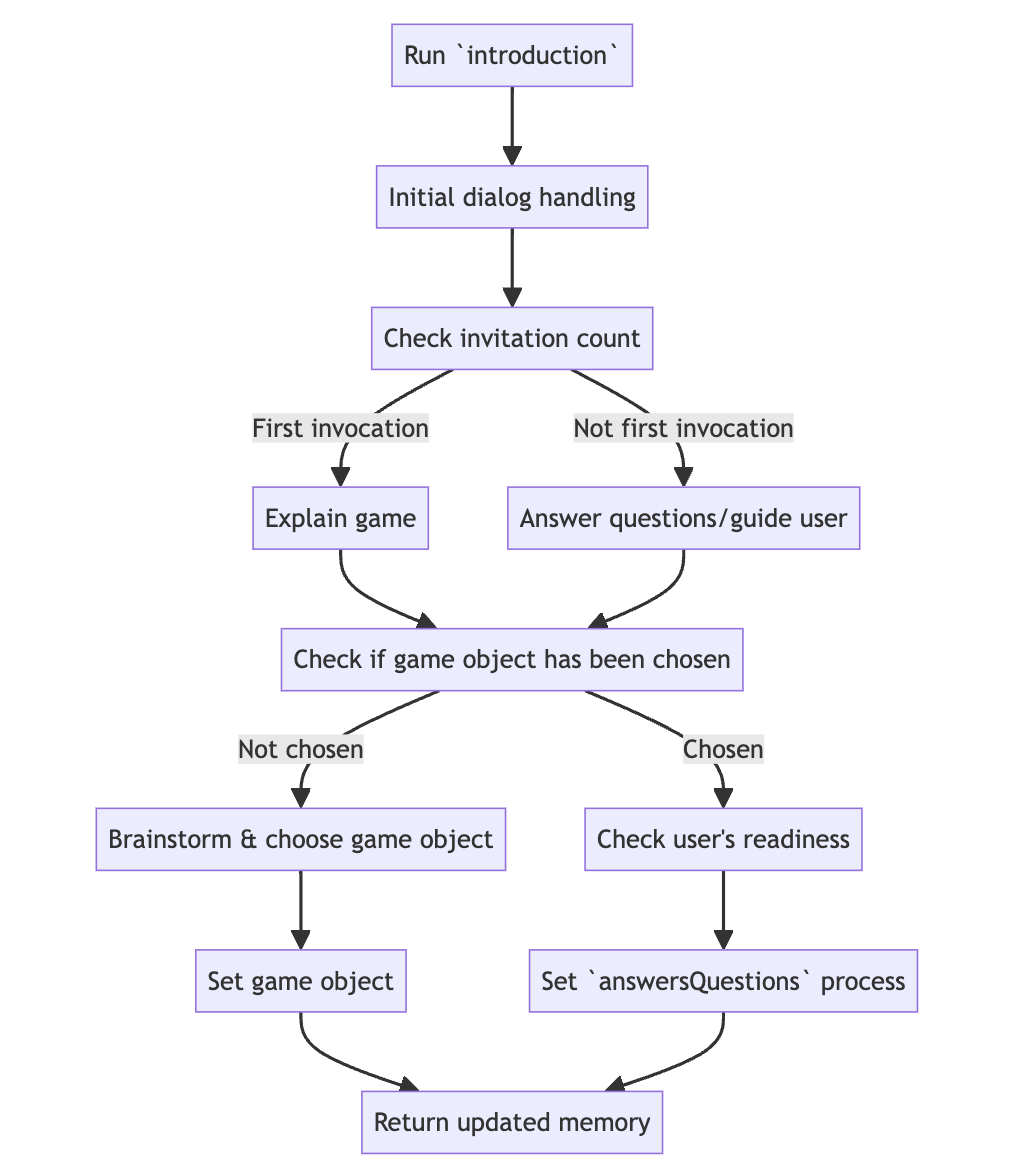 Run `introduction`
Initial dialog handling
Check invitation count
First invocation
Not first invocation
Explain game
Answer questions/guide user
Check if game object has been chosen
Not chosen
Chosen
Brainstorm & choose game object
Check user's readiness
Set game object
Set `answersQuestions` process
Return updated memory